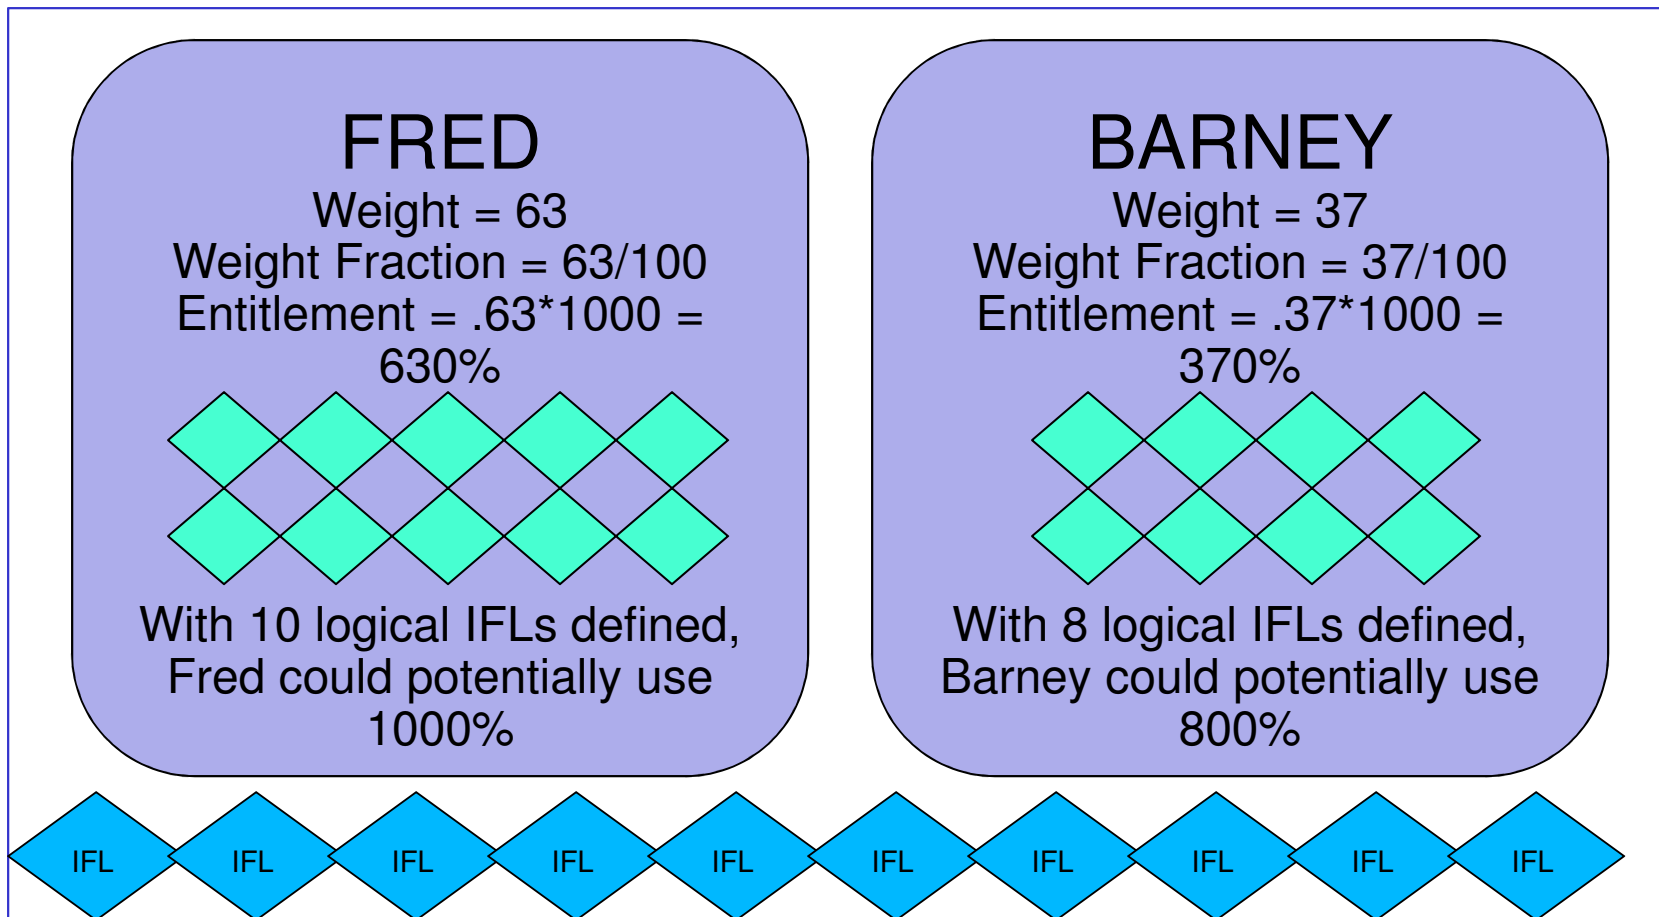 FRED
Weight = 63
Weight Fraction = 63/100
Entitlement = .63*1000 =
630%
With 10 logical IFLs defined,
Fred could potentially use
1000%
BARNEY
Weight = 37
Weight Fraction = 37/100
Entitlement = .37*1000 =
370%
With 8 logical IFLs defined,
Barney could potentially use
800%
IFL IFL IFL IFL IFL IFL IFL IFL IFL IFL